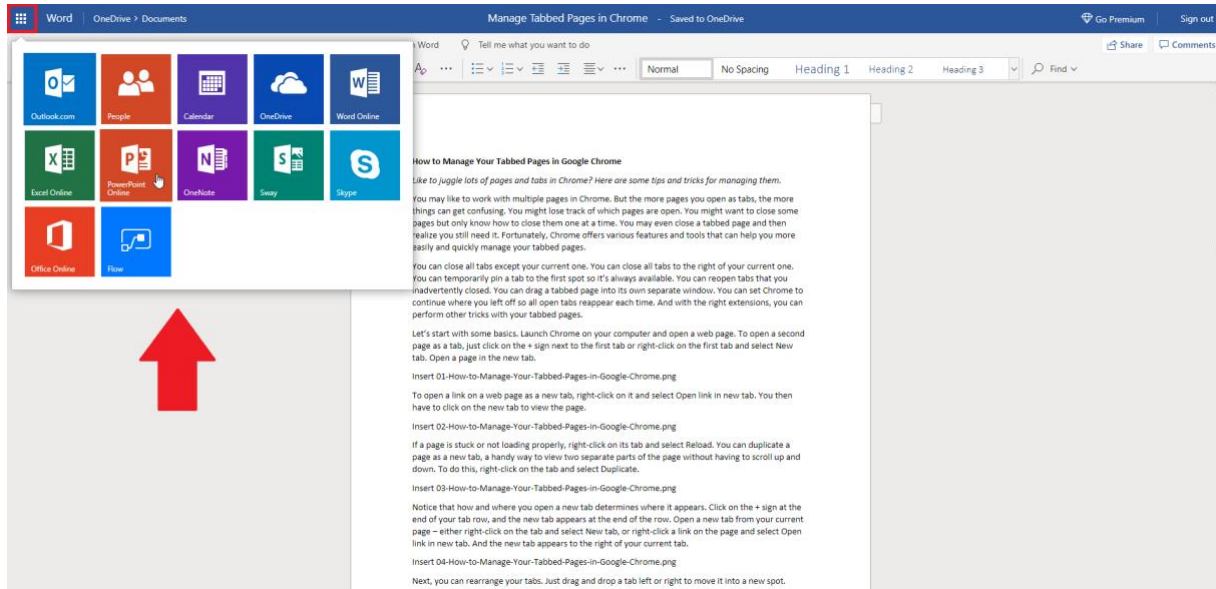 Word OneDrive > Documents Manage Tabbed Pages in Chrome - Saved to OneDrive Go Premium Sign out
Word Tell me what you want to do Share Comments
Normal No Spacing Heading 1 Heading 2 Heading 3 Find
Outlook.com People Calendar OneDrive Word Online
Excel Online PowerPoint Online OneNote Sway Skype
Office Online Flow
How to Manage Your Tabbed Pages in Google Chrome
Like to juggle lots of pages and tabs in Chrome? Here are some tips and tricks for managing them.
You may like to work with multiple pages in Chrome. But the more pages you open as tabs, the more
things can get confusing. You might lose track of which pages are open. You might want to close some
pages but only know how to close them one at a time. You may even close a tabbed page and then
realize you still need it. Fortunately, Chrome offers various features and tools that can help you more
easily and quickly manage your tabbed pages.
You can close all tabs except your current one. You can close all tabs to the right of your current one.
You can temporarily pin a tab to the first spot so it's always available. You can reopen tabs that you
inadvertently closed. You can drag a tabbed page into its own separate window. You can set Chrome to
continue where you left off so all open tabs reappear each time. And with the right extensions, you can
perform other tricks with your tabbed pages.
Let's start with some basics. Launch Chrome on your computer and open a web page. To open a second
page as a tab, just click on the + sign next to the first tab or right-click on the first tab and select New
tab. Open a page in the new tab.
Insert 01-How-to-Manage-Your-Tabbed-Pages-in-Google-Chrome.png
To open a link on a web page as a new tab, right-click on it and select Open link in new tab. You then
have to click on the new tab to view the page.
Insert 02-How-to-Manage-Your-Tabbed-Pages-in-Google-Chrome.png
If a page is stuck or not loading properly, right-click on its tab and select Reload. You can duplicate a
page as a new tab, a handy way to view two separate parts of the page without having to scroll up and
down. To do this, right-click on the tab and select Duplicate.
Insert 03-How-to-Manage-Your-Tabbed-Pages-in-Google-Chrome.png
Notice that how and where you open a new tab determines where it appears. Click on the + sign at the
end of your tab row, and the new tab appears at the end of the row. Open a new tab from your current
page – either right-click on the tab and select New tab, or right-click a link on the page and select Open
link in new tab. And the new tab appears to the right of your current tab.
Insert 04-How-to-Manage-Your-Tabbed-Pages-in-Google-Chrome.png
Next, you can rearrange your tabs. Just drag and drop a tab left or right to move it into a new spot.